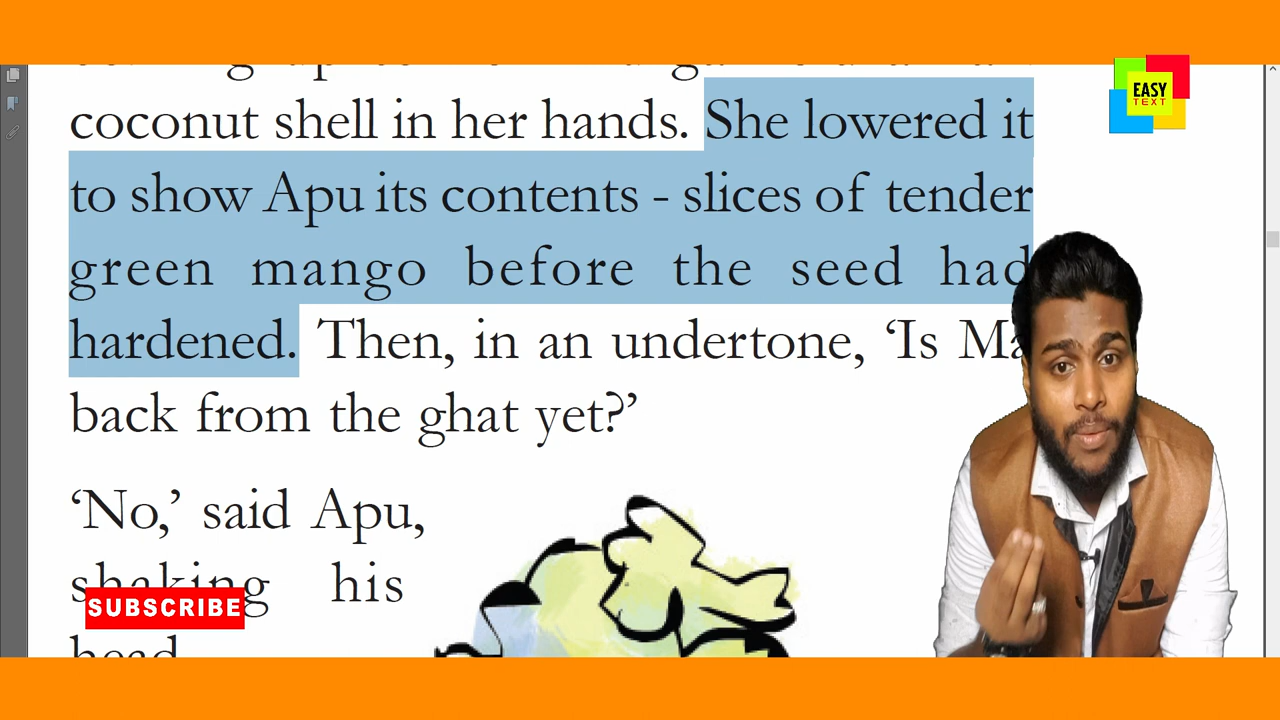 coconut shell in her hands. She lowered it
to show Apu its contents - slices of tender
green mango before the seed had
hardened. Then, in an undertone, ‘Is Ma
back from the ghat yet?’
‘No,’ said Apu,
shaking his
head
SUBSCRIBE
EASY
TEXT